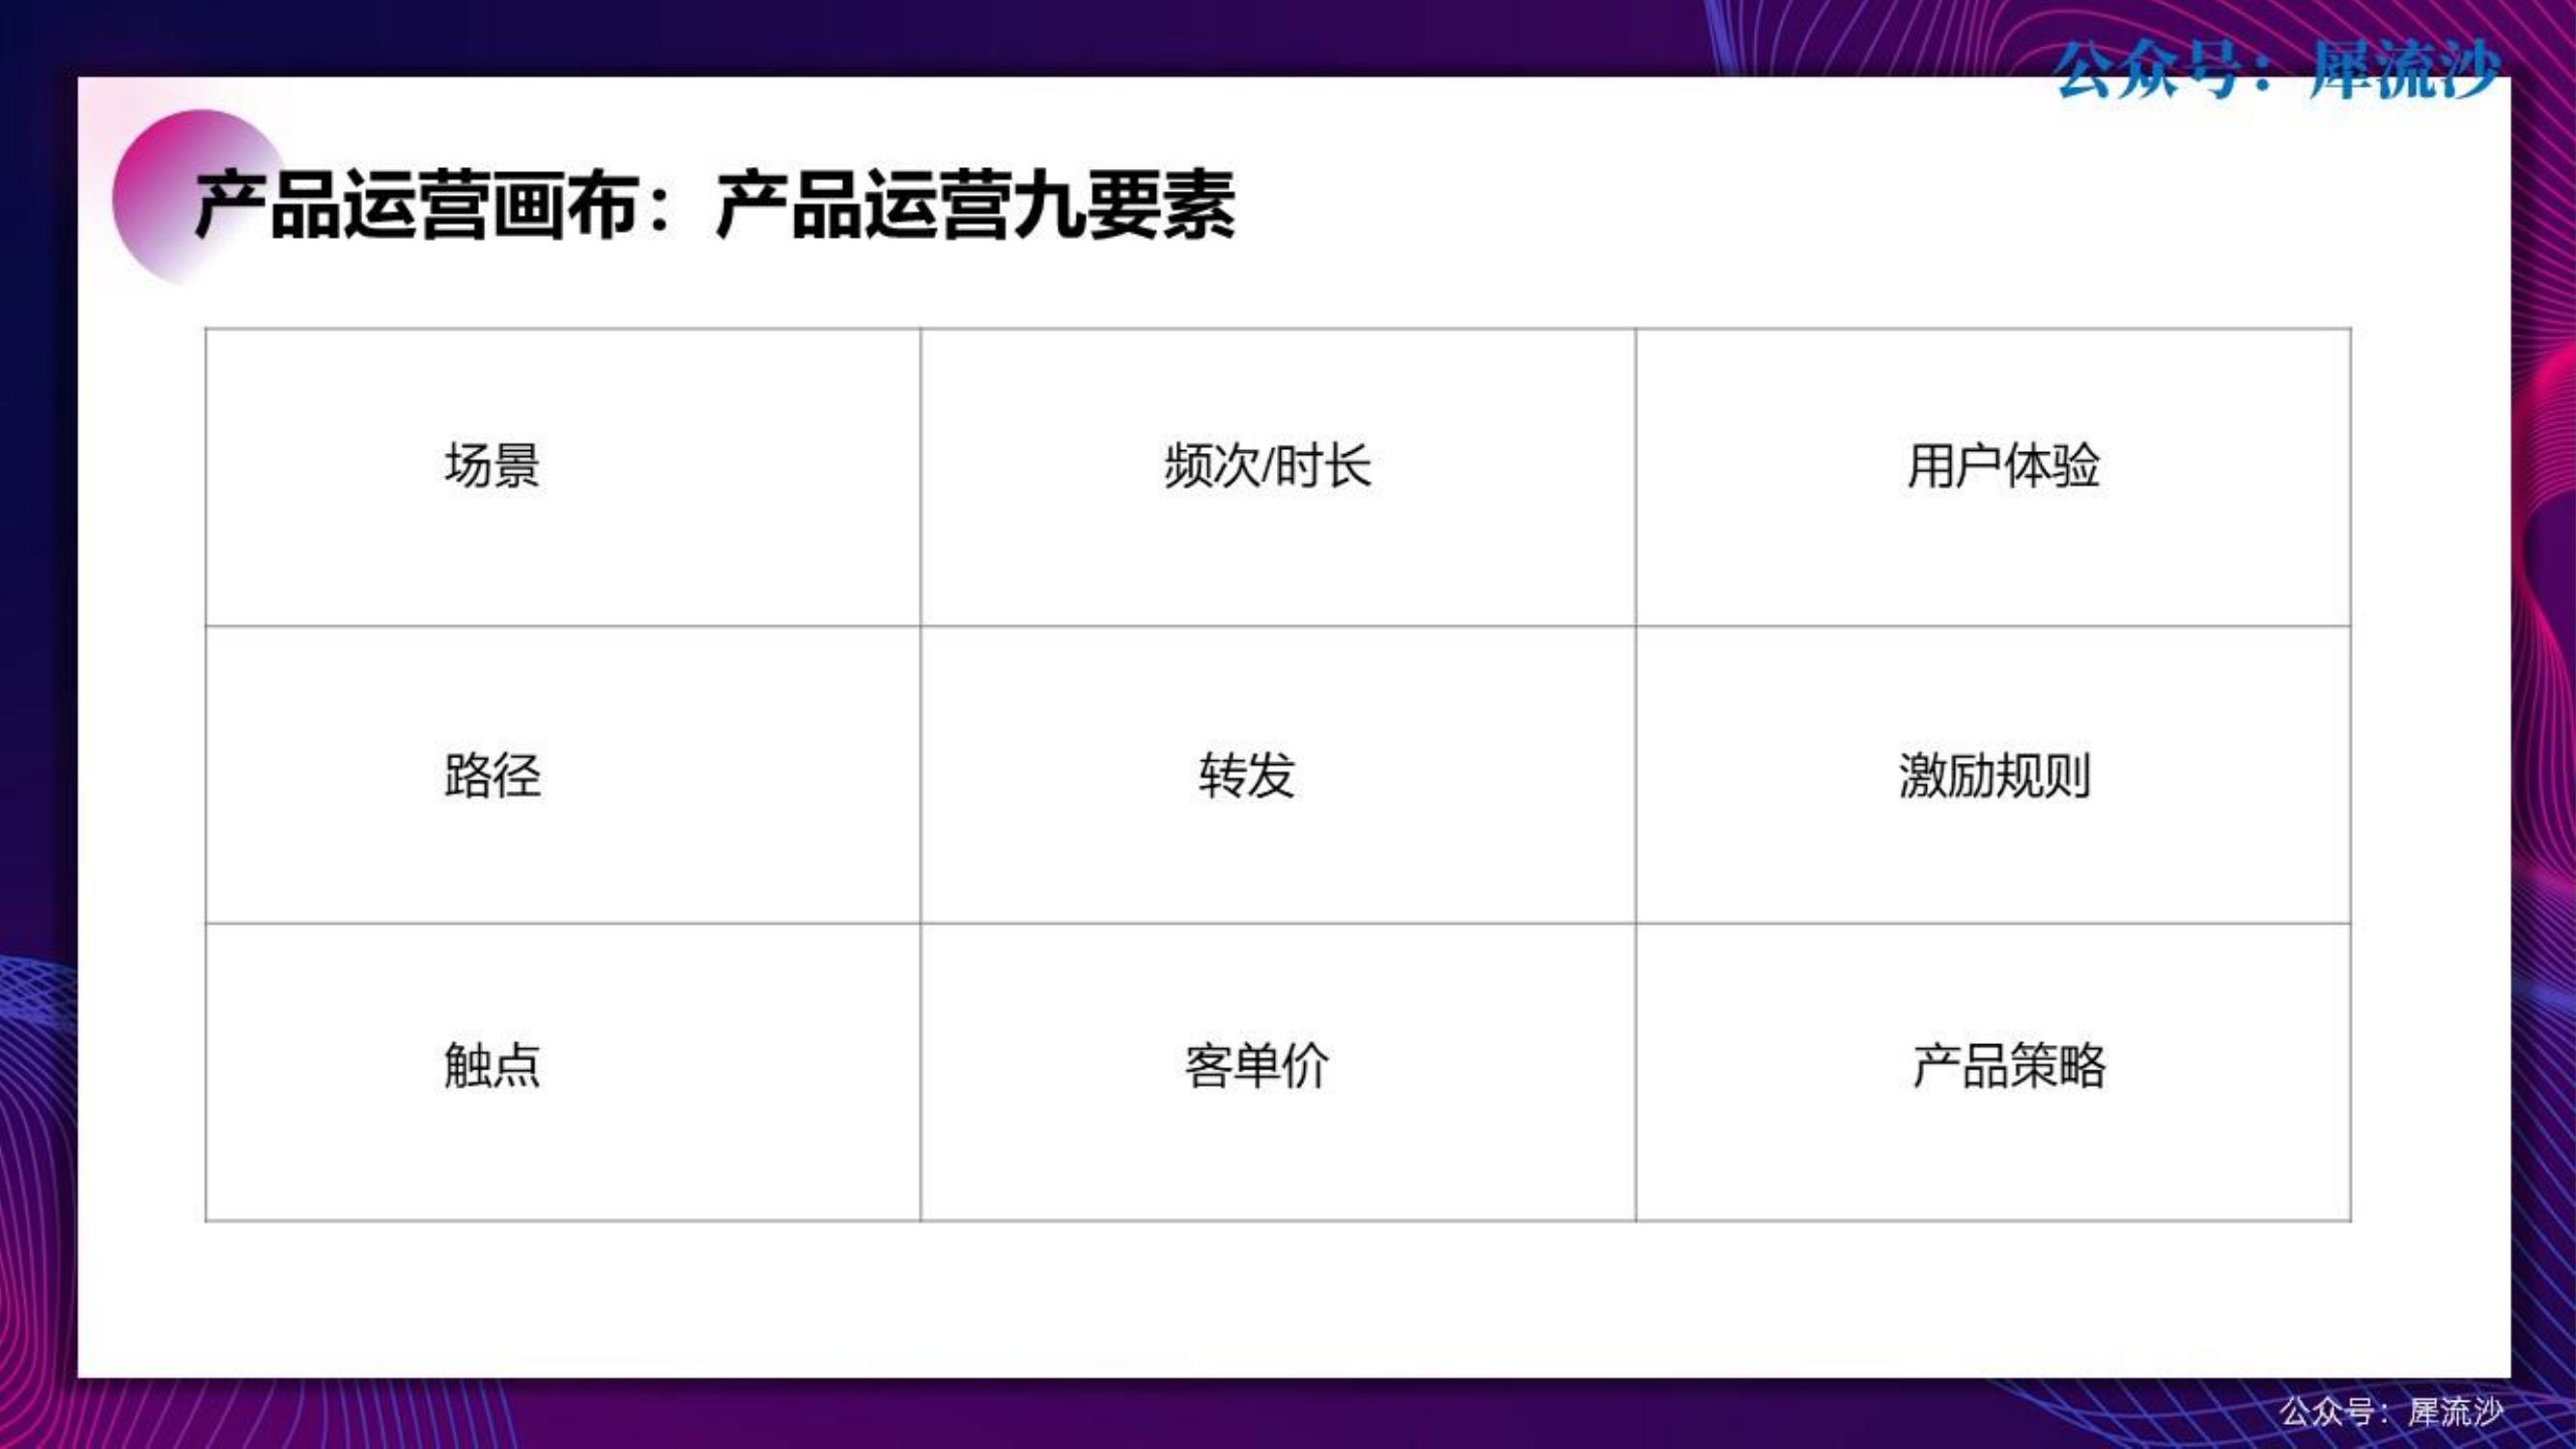 公众号：犀流沙
产品运营画布：产品运营九要素
场景 频次/时长 用户体验
路径 转发 激励规则
触点 客单价 产品策略
公众号：犀流沙